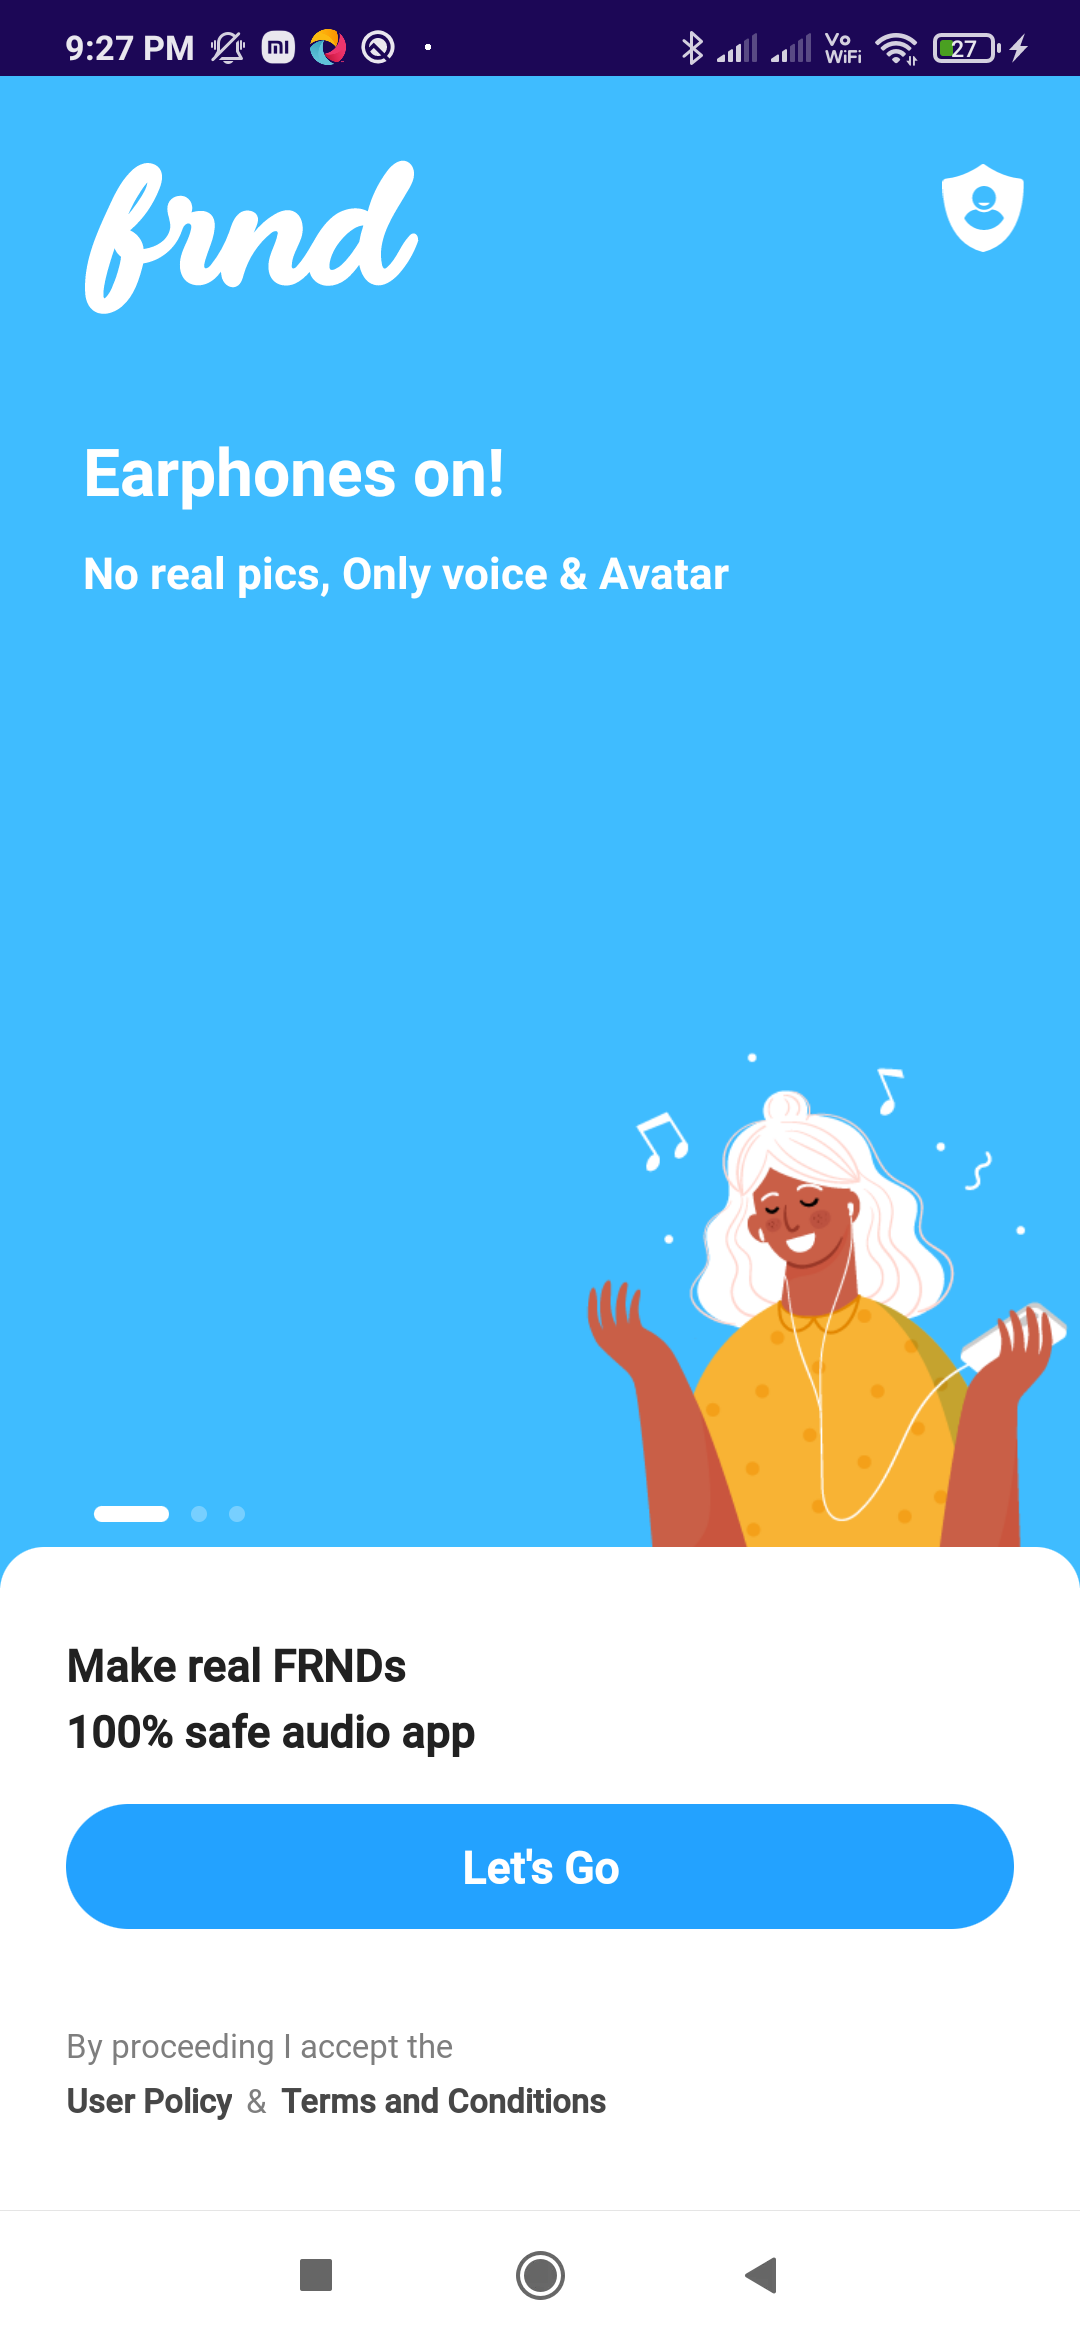 9:27 PM
Vo
WiFi
27
frnd
Earphones on!
No real pics, Only voice & Avatar
Make real FRNDs
100% safe audio app
Let's Go
By proceeding I accept the
User Policy & Terms and Conditions